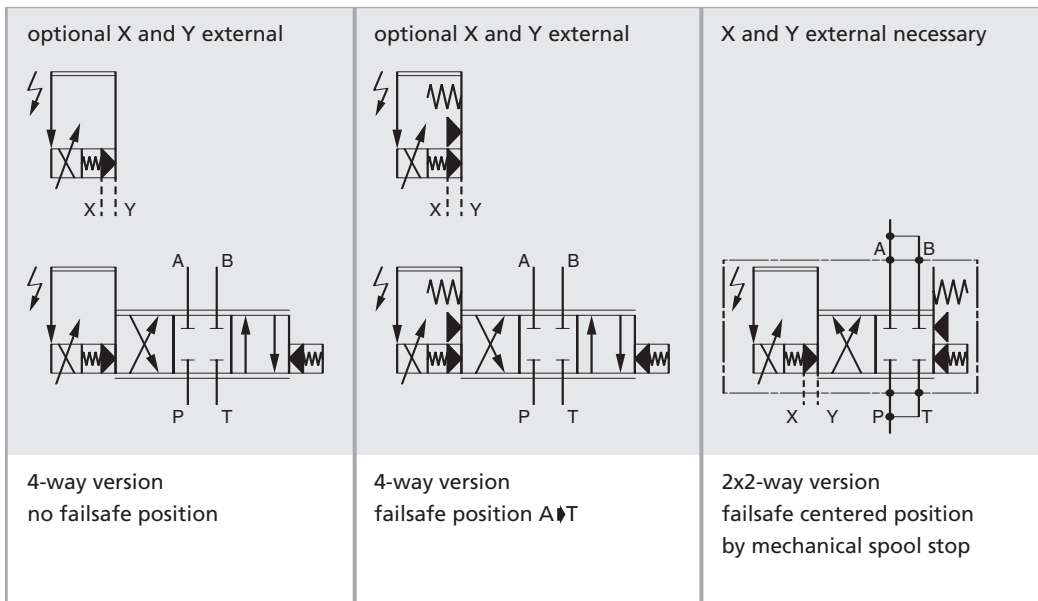 optional X and Y external
X Y
A B
P T
4-way version
no failsafe position
optional X and Y external
X Y
A B
P T
4-way version
failsafe position A➧T
X and Y external necessary
A B
X Y P T
2x2-way version
failsafe centered position
by mechanical spool stop